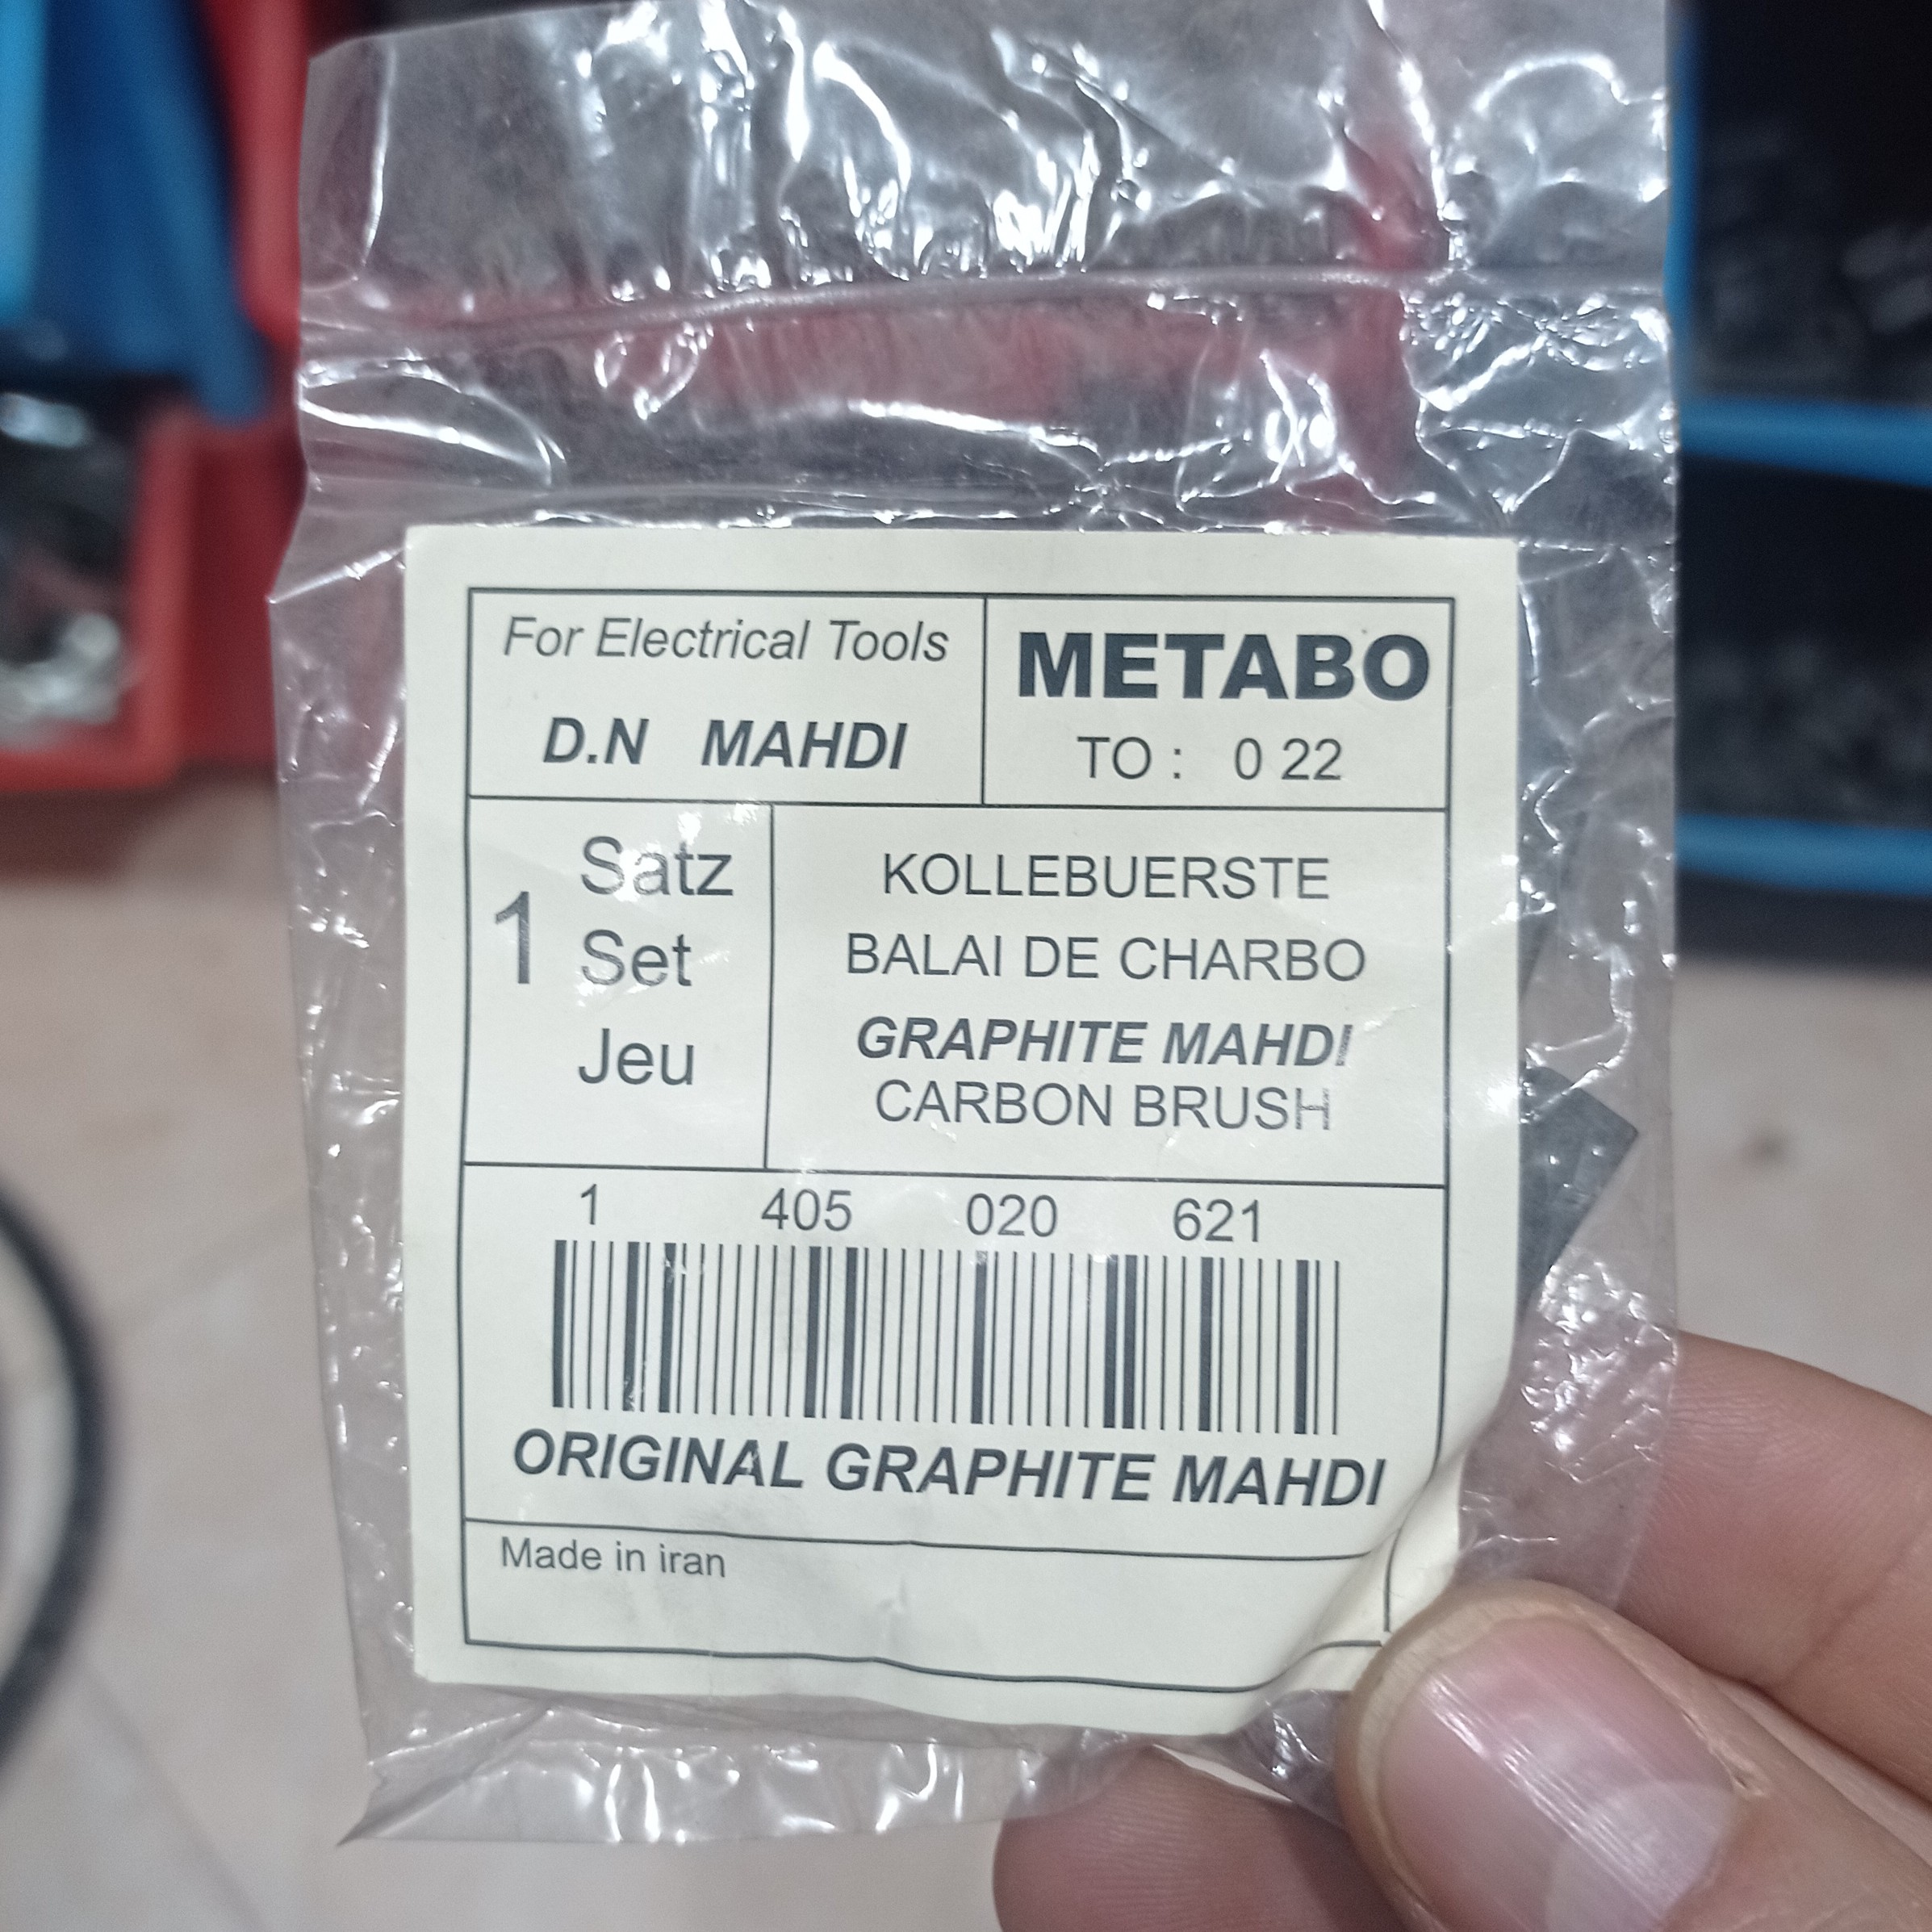 For Electrical Tools
D.N MAHDI
METABO
TO : 0 22
1
Satz
Set
Jeu
KOLLEBUERSTE
BALAI DE CHARBO
GRAPHITE MAHDI
CARBON BRUSH
1 405 020 621
ORIGINAL GRAPHITE MAHDI
Made in iran